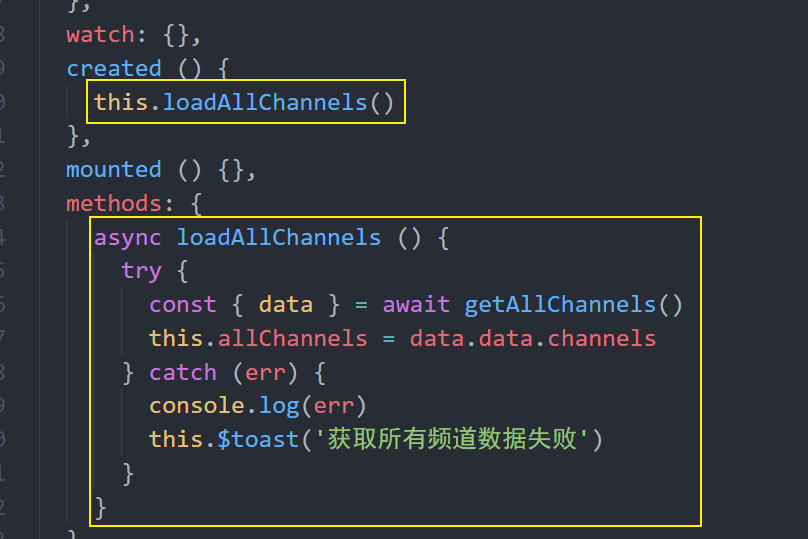 },
watch: {},
created () {
this.loadAllChannels()
},
mounted () {},
methods: {
async loadAllChannels () {
try {
const { data } = await getAllChannels()
this.allChannels = data.data.channels
} catch (err) {
console.log(err)
this.$toast('获取所有频道数据失败')
}
}
}